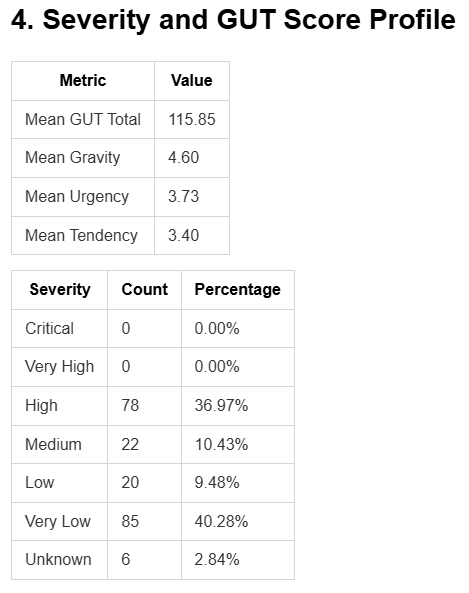 4. Severity and GUT Score Profile
Metric Value
Mean GUT Total 115.85
Mean Gravity 4.60
Mean Urgency 3.73
Mean Tendency 3.40
Severity Count Percentage
Critical 0 0.00%
Very High 0 0.00%
High 78 36.97%
Medium 22 10.43%
Low 20 9.48%
Very Low 85 40.28%
Unknown 6 2.84%